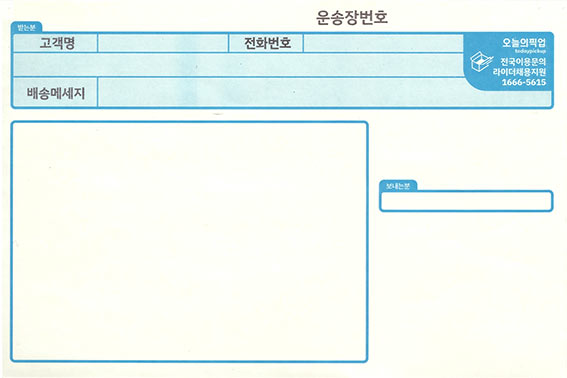 운송장번호
받는분
고객명
전화번호
오늘의픽업
todaypickup
전국이용문의
라이더채용지원
1666-5615
배송메세지
보내는분